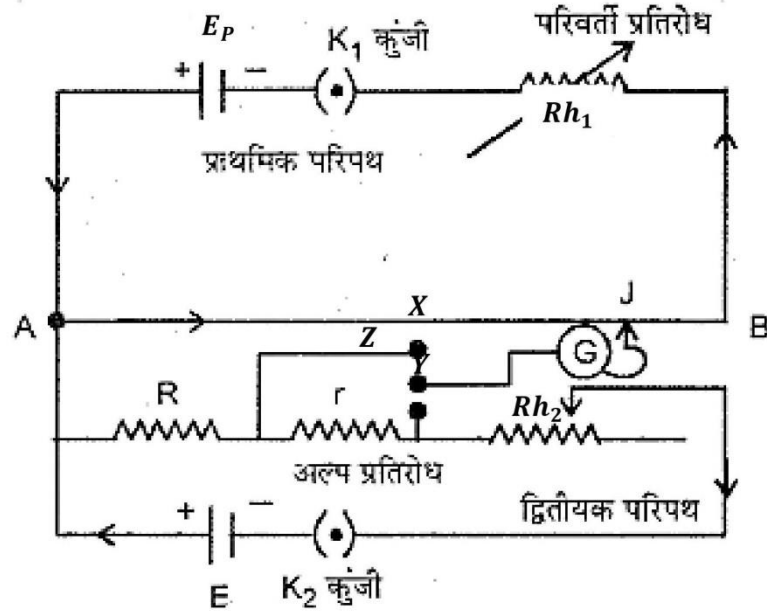 E_P
K₁ कुंजी
परिवर्ती प्रतिरोध
+ −
Rh₁
प्राथमिक परिपथ
A
X
J
B
Z
Y
G
R
r
Rh₂
अल्प प्रतिरोध
+ −
द्वितीयक परिपथ
E
K₂ कुंजी